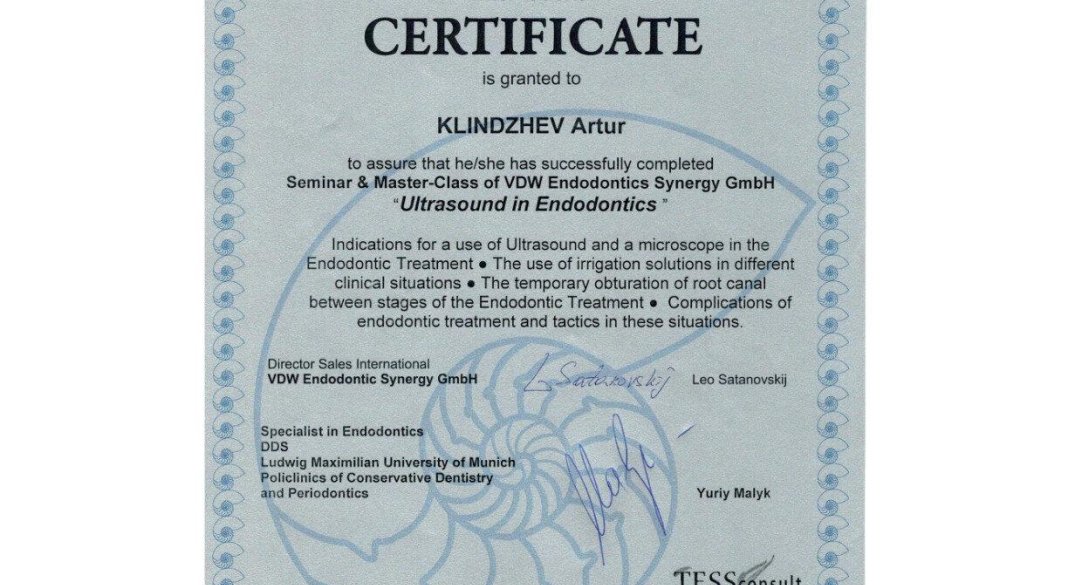 CERTIFICATE
is granted to
KLINDZHEV Artur
to assure that he/she has successfully completed
Seminar & Master-Class of VDW Endodontics Synergy GmbH
“Ultrasound in Endodontics ”
Indications for a use of Ultrasound and a microscope in the
Endodontic Treatment ● The use of irrigation solutions in different
clinical situations ● The temporary obturation of root canal
between stages of the Endodontic Treatment ● Complications of
endodontic treatment and tactics in these situations.
Director Sales International
VDW Endodontic Synergy GmbH
L Satanovskij
Leo Satanovskij
Specialist in Endodontics
DDS
Ludwig Maximilian University of Munich
Policlinics of Conservative Dentistry
and Periodontics
Yuriy Malyk
TESSconsult